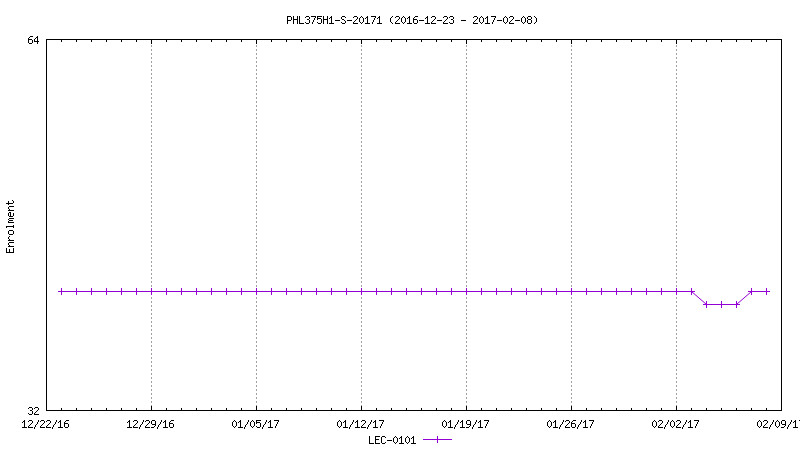 PHL375H1-S-20171 (2016-12-23 - 2017-02-08)
64
Enrolment
32
12/22/16 12/29/16 01/05/17 01/12/17 01/19/17 01/26/17 02/02/17 02/09/1
LEC-0101